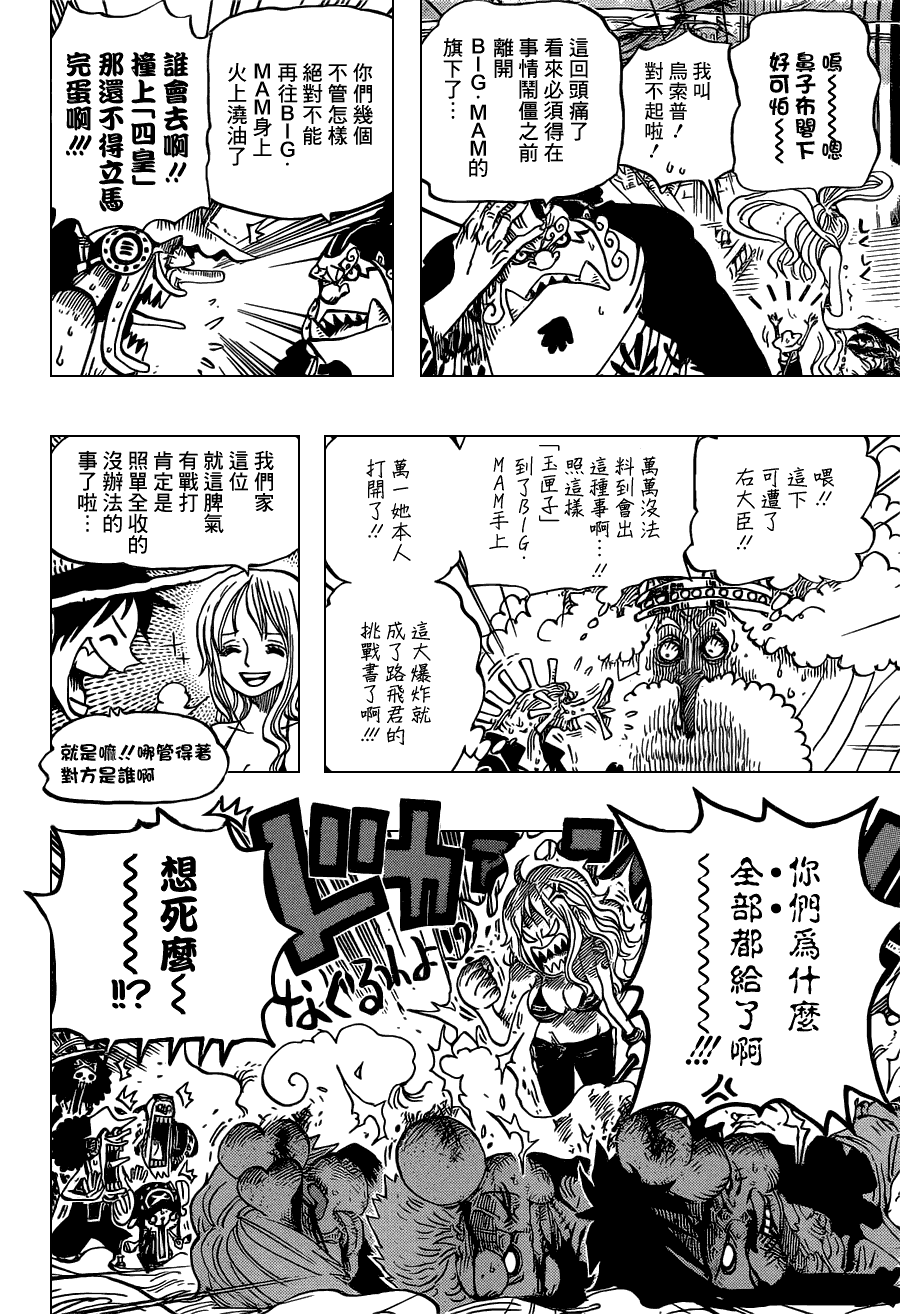 嗚～～嗯
鼻子布閏下
好可怕～～
我叫
烏索普！
對不起啦！
這回頭痛了
看來必須得在
事情鬧僵之前
離開
BIG·MAM的
旗下了…
你們幾個
不管怎樣
絕對不能
再往BIG·
MAM身上
火上澆油了
誰會去啊!!
撞上「四皇」
那還不得立馬
完蛋啊!!!
喂!!
這下
可遭了
右大臣!!
萬萬沒法
料到會出
這種事啊…!!
照這樣
「玉匣子」
到了BIG·
MAM手上
萬一她本人
打開了!!
這大爆炸就
成了路飛君的
挑戰書了啊!!!
我們家
這位
就這脾氣
有戰打
肯定是
照單全收的
沒辦法的
事了啦…
就是嘛!!哪管得著
對方是誰啊
你們爲什麼
全部都給了啊
～～～～!!!
ドドカァン
なぐるわよ!?
想死麼～
～～～～!!?